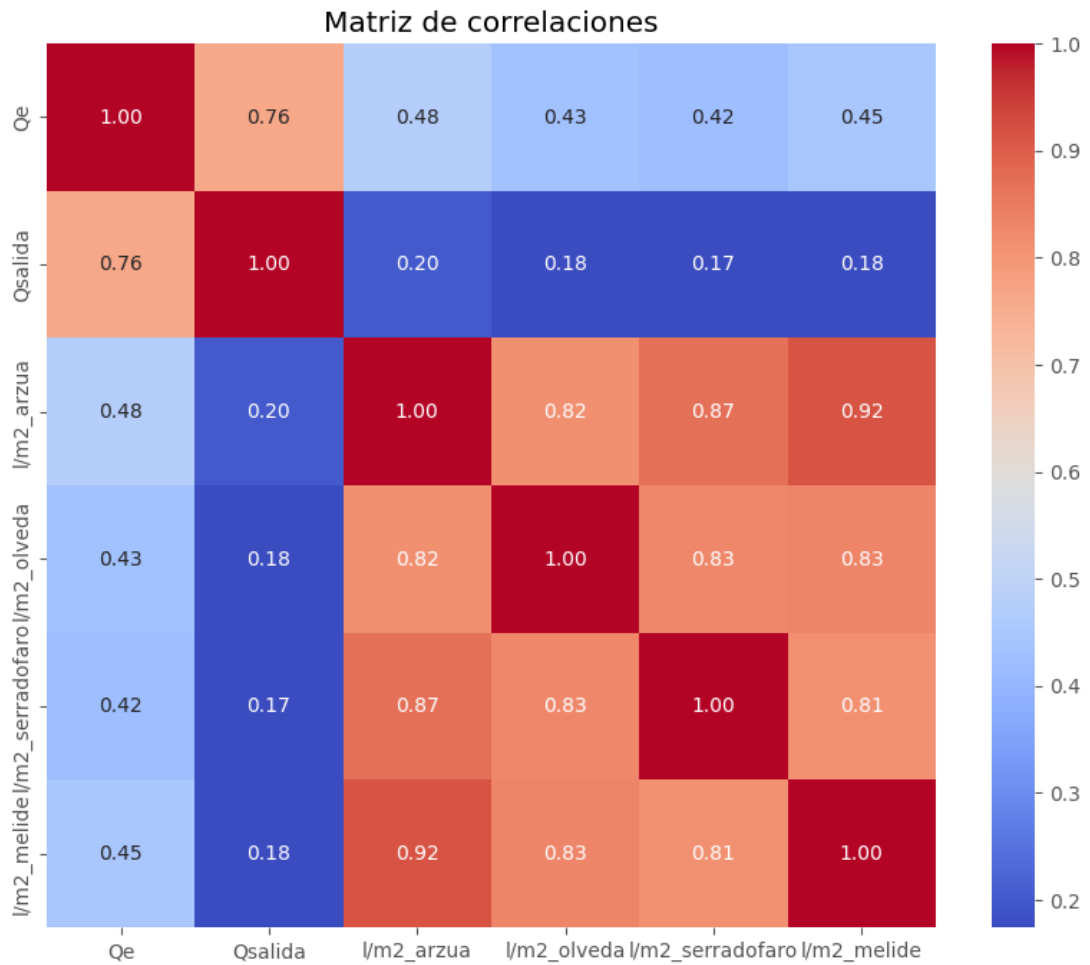 Matriz de correlaciones
Qe 1.00 0.76 0.48 0.43 0.42 0.45
Qsalida 0.76 1.00 0.20 0.18 0.17 0.18
l/m2_arzua 0.48 0.20 1.00 0.82 0.87 0.92
l/m2_olveda 0.43 0.18 0.82 1.00 0.83 0.83
l/m2_serradofaro 0.42 0.17 0.87 0.83 1.00 0.81
l/m2_melide 0.45 0.18 0.92 0.83 0.81 1.00
Qe Qsalida l/m2_arzua l/m2_olveda l/m2_serradofaro l/m2_melide
1.0
0.9
0.8
0.7
0.6
0.5
0.4
0.3
0.2